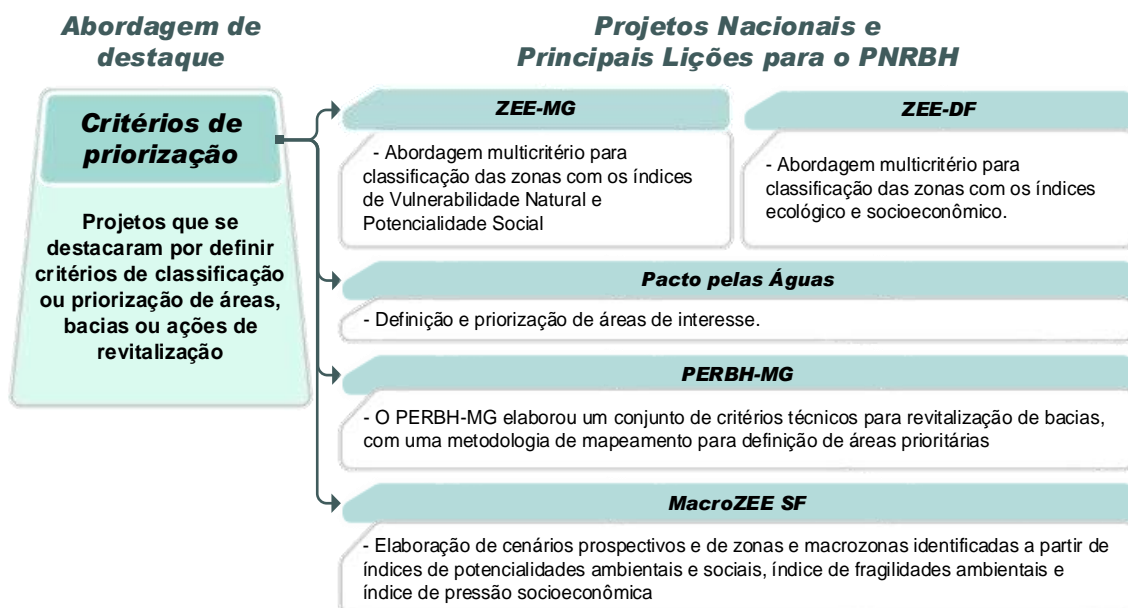 Abordagem de
destaque
Projetos Nacionais e
Principais Lições para o PNRBH
Critérios de
priorização
Projetos que se
destacaram por definir
critérios de classificação
ou priorização de áreas,
bacias ou ações de
revitalização
ZEE-MG
- Abordagem multicritério para
classificação das zonas com os índices
de Vulnerabilidade Natural e
Potencialidade Social
ZEE-DF
- Abordagem multicritério para
classificação das zonas com os índices
ecológico e socioeconômico.
Pacto pelas Águas
- Definição e priorização de áreas de interesse.
PERBH-MG
- O PERBH-MG elaborou um conjunto de critérios técnicos para revitalização de bacias,
com uma metodologia de mapeamento para definição de áreas prioritárias
MacroZEE SF
- Elaboração de cenários prospectivos e de zonas e macrozonas identificadas a partir de
índices de potencialidades ambientais e sociais, índice de fragilidades ambientais e
índice de pressão socioeconômica